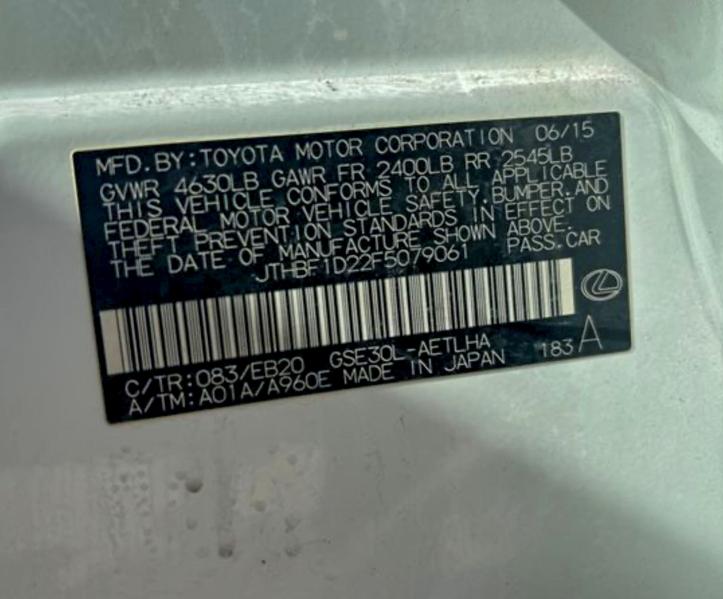 MFD.BY:TOYOTA MOTOR CORPORATION 06/15
GVWR 4630LB GAWR FR 2400LB RR 2545LB
THIS VEHICLE CONFORMS TO ALL APPLICABLE
FEDERAL MOTOR VEHICLE SAFETY,BUMPER,AND
THEFT PREVENTION STANDARDS IN EFFECT ON
THE DATE OF MANUFACTURE SHOWN ABOVE.
JTHBF1D22F5079061 PASS.CAR
C/TR:083/EB20 GSE30L-AETLHA 183 A
A/TM:A01A/A960E MADE IN JAPAN